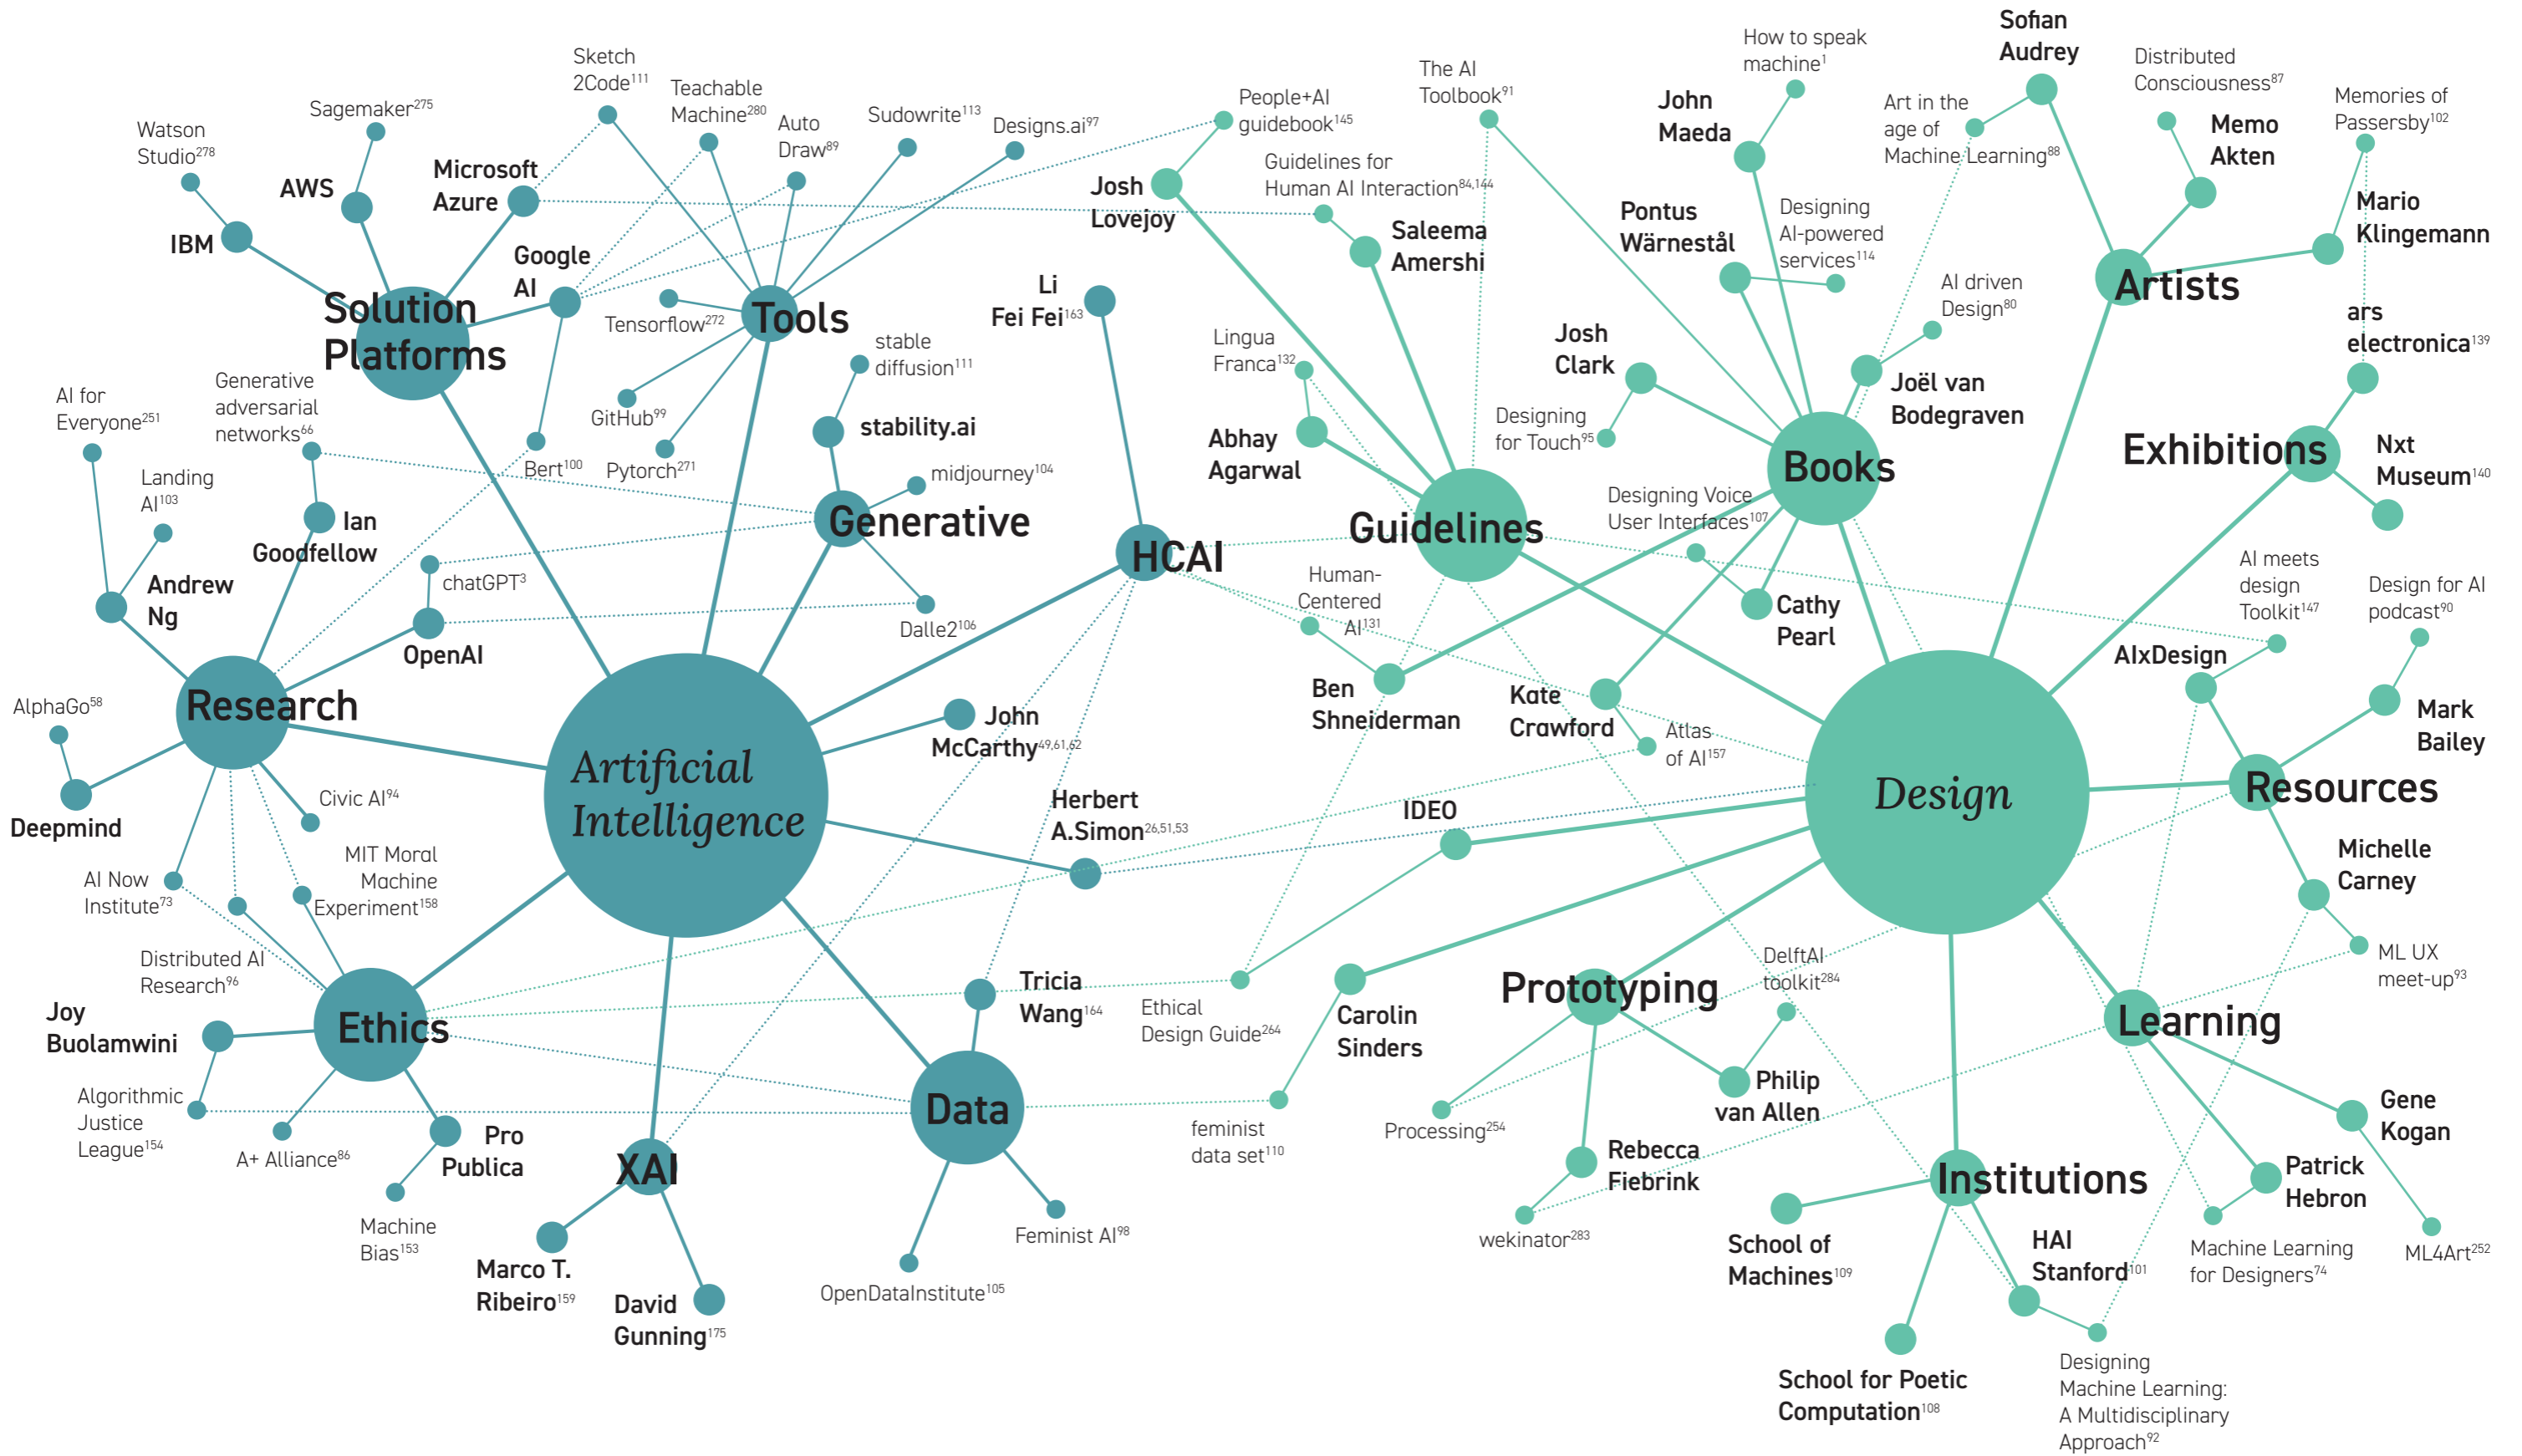 Sofian
Audrey
How to speak
machine1
Distributed
Consciousness87
Sketch
2Code111
The AI
Toolbook91
Teachable
Machine280
People+AI
guidebook145
John
Maeda
Art in the
age of
Machine Learning88
Memories of
Passersby102
Sagemaker275
Watson
Studio278
Auto
Draw89
Sudowrite113
Designs.ai97
Memo
Akten
Microsoft
Azure
AWS
Guidelines for
Human AI Interaction84,144
Josh
Lovejoy
Mario
Klingemann
Pontus
Wärnestål
Designing
AI-powered
services114
Saleema
Amershi
IBM
Google
AI
Li
Fei Fei163
AI driven
Design80
Artists
Solution
Platforms
Tools
Tensorflow272
ars
electronica139
stable
diffusion111
Lingua
Franca132
Josh
Clark
Joël van
Bodegraven
AI for
Everyone251
Generative
adversarial
networks66
GitHub99
stability.ai
Designing
for Touch95
Abhay
Agarwal
Exhibitions
Nxt
Museum140
Landing
AI103
Bert100
Pytorch271
midjourney104
Books
Designing Voice
User Interfaces107
Ian
Goodfellow
Generative
Guidelines
HCAI
Andrew
Ng
chatGPT3
Human-
Centered
AI131
AI meets
design
Toolkit147
Design for AI
podcast90
Dalle2106
Cathy
Pearl
OpenAI
AIxDesign
Research
AlphaGo58
Ben
Shneiderman
Kate
Crawford
Mark
Bailey
John
McCarthy49,61,62
Atlas
of AI157
Artificial
Intelligence
Design
Resources
Deepmind
Civic AI94
Herbert
A.Simon26,51,53
IDEO
Michelle
Carney
AI Now
Institute73
MIT Moral
Machine
Experiment158
Distributed AI
Research96
DelftAI
toolkit284
ML UX
meet-up93
Tricia
Wang164
Prototyping
Ethical
Design Guide264
Carolin
Sinders
Joy
Buolamwini
Ethics
Learning
Algorithmic
Justice
League154
Data
Philip
van Allen
Gene
Kogan
feminist
data set110
Processing254
A+ Alliance86
Pro
Publica
XAI
Rebecca
Fiebrink
Institutions
Patrick
Hebron
Machine
Bias153
Feminist AI98
wekinator283
School of
Machines109
HAI
Stanford101
Machine Learning
for Designers74
ML4Art252
Marco T.
Ribeiro159
David
Gunning175
OpenDataInstitute105
School for Poetic
Computation108
Designing
Machine Learning:
A Multidisciplinary
Approach92